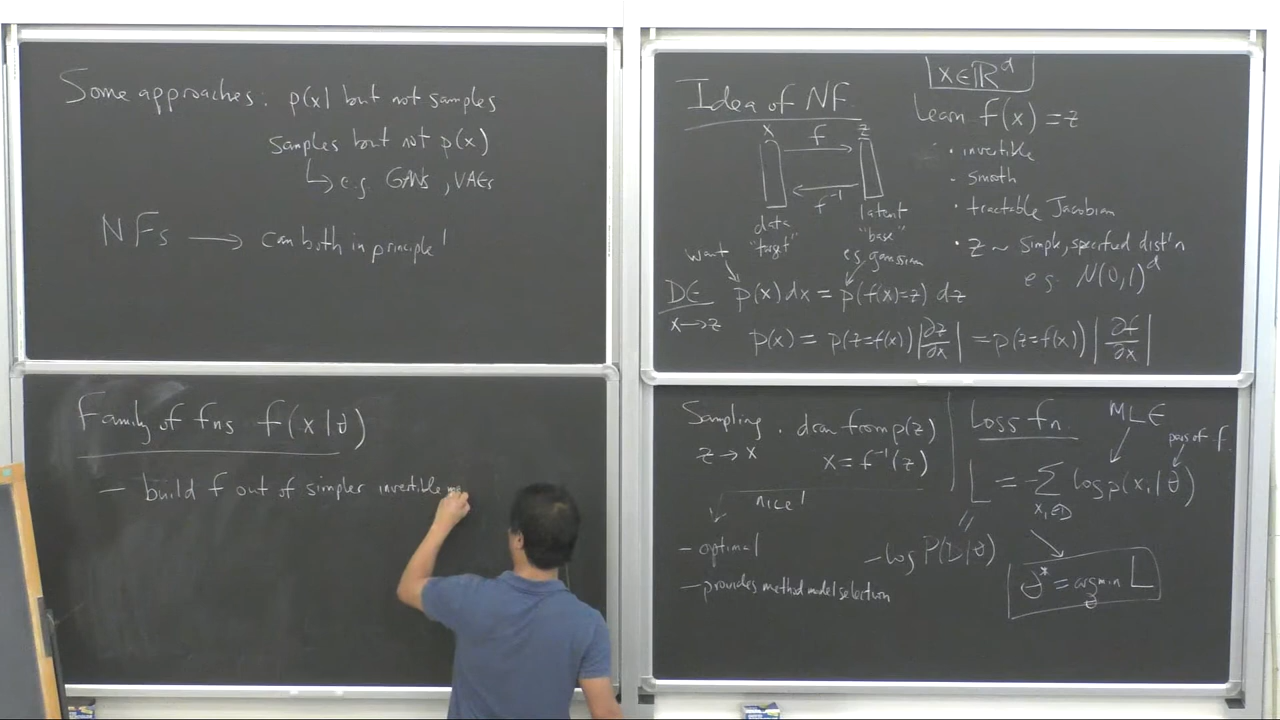 Some approaches: p(x) but not samples
samples but not p(x)
↳ e.g. GANs, VAEs
NFs → can both in principle!
Family of fns f(x|θ)
— build f out of simpler invertible
Idea of NF
x f z
f⁻¹
data latent
"target" "base"
want e.g. gaussian
x∈ℝᵈ
Learn f(x) = z
• invertible
• smooth
• tractable Jacobian
• z ~ simple, specified dist'n
e.g. N(0,1)ᵈ
DE p(x)dx = p(f(x)=z) dz
x→z
p(x) = p(z=f(x)) |∂z/∂x| = p(z=f(x)) |∂f/∂x|
Sampling • draw from p(z)
z→x x = f⁻¹(z)
nice!
– optimal
– provides method model selection
Loss fn. MLE
pars of f
L = -∑ log p(xᵢ|θ)
xᵢ∈D
-log P(D|θ)
θ* = argmin L
θ